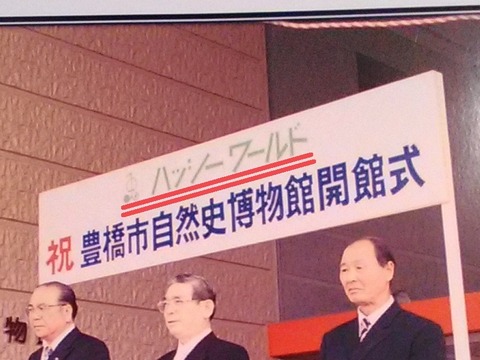 ハッシーワールド
祝 豊橋市自然史博物館開館式
物